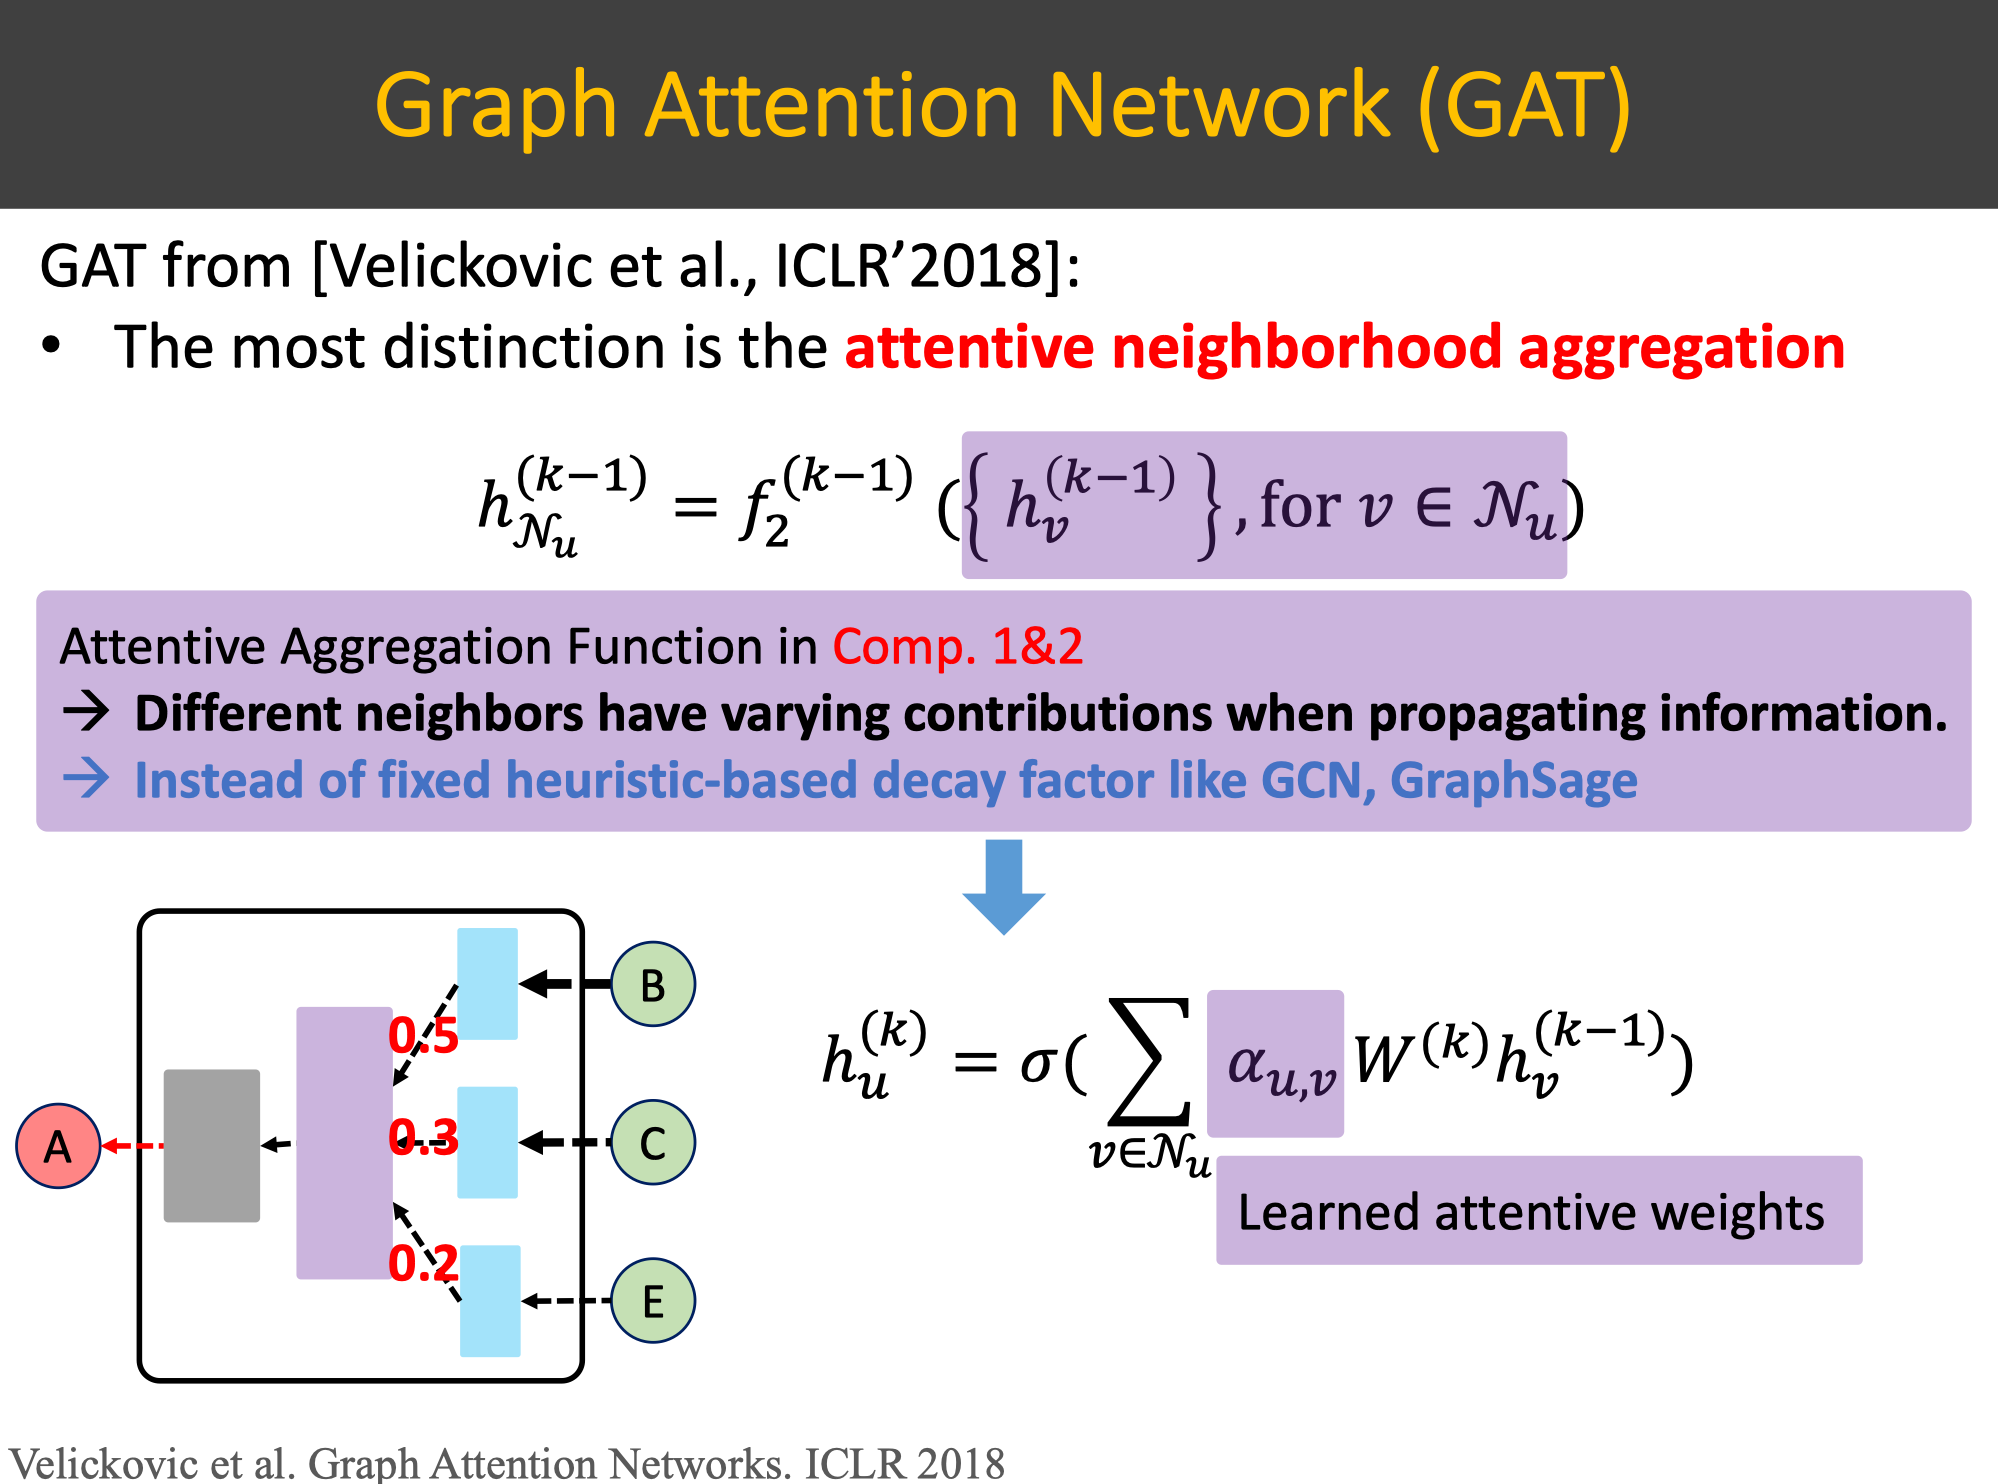 Graph Attention Network (GAT)
GAT from [Velickovic et al., ICLR’2018]:
• The most distinction is the attentive neighborhood aggregation
h_{𝒩_u}^{(k−1)} = f_2^{(k−1)} ({ h_v^{(k−1)} }, for v ∈ 𝒩_u)
Attentive Aggregation Function in Comp. 1&2
→ Different neighbors have varying contributions when propagating information.
→ Instead of fixed heuristic-based decay factor like GCN, GraphSage
B
0.5
A
0.3
C
0.2
E
h_u^{(k)} = σ( ∑_{v∈𝒩_u} α_{u,v} W^{(k)} h_v^{(k−1)})
Learned attentive weights
Velickovic et al. Graph Attention Networks. ICLR 2018